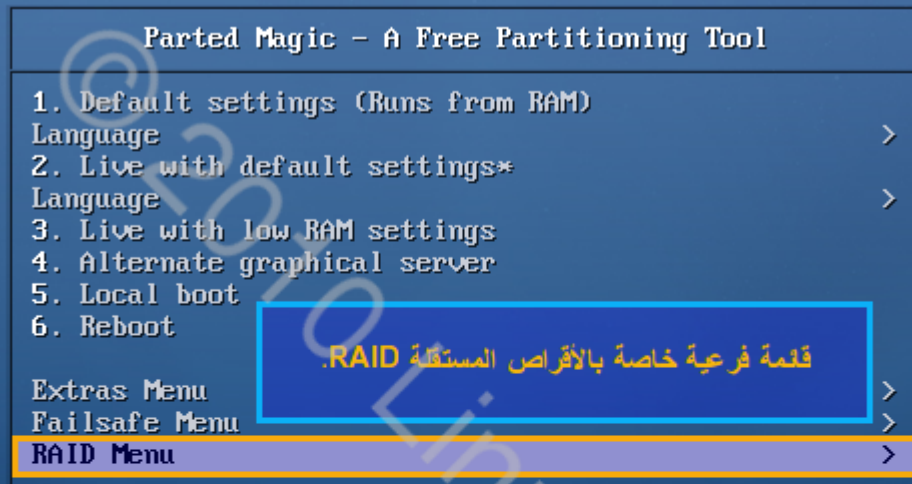 Parted Magic - A Free Partitioning Tool
1. Default settings (Runs from RAM)
Language >
2. Live with default settings*
Language >
3. Live with low RAM settings
4. Alternate graphical server
5. Local boot
6. Reboot
قائمة فرعية خاصة بالأقراص المستقلة RAID.
Extras Menu >
Failsafe Menu >
RAID Menu >
© 2010 Lin